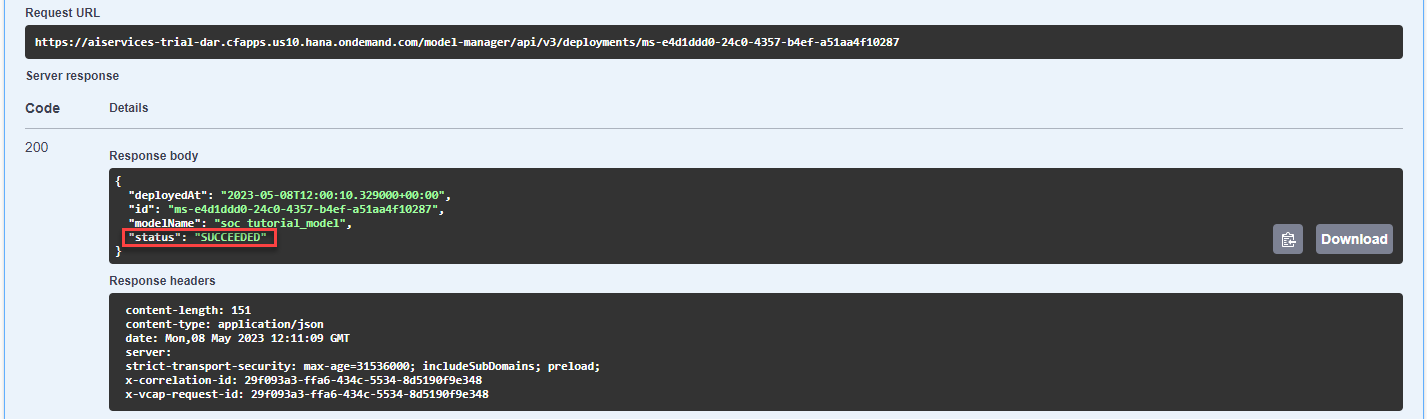 Request URL
https://aiservices-trial-dar.cfapps.us10.hana.ondemand.com/model-manager/api/v3/deployments/ms-e4d1ddd0-24c0-4357-b4ef-a51aa4f10287
Server response
Code Details
200
Response body
{
"deployedAt": "2023-05-08T12:00:10.329000+00:00",
"id": "ms-e4d1ddd0-24c0-4357-b4ef-a51aa4f10287",
"modelName": "soc_tutorial_model",
"status": "SUCCEEDED"
}
Download
Response headers
content-length: 151
content-type: application/json
date: Mon,08 May 2023 12:11:09 GMT
server:
strict-transport-security: max-age=31536000; includeSubDomains; preload;
x-correlation-id: 29f093a3-ffa6-434c-5534-8d5190f9e348
x-vcap-request-id: 29f093a3-ffa6-434c-5534-8d5190f9e348